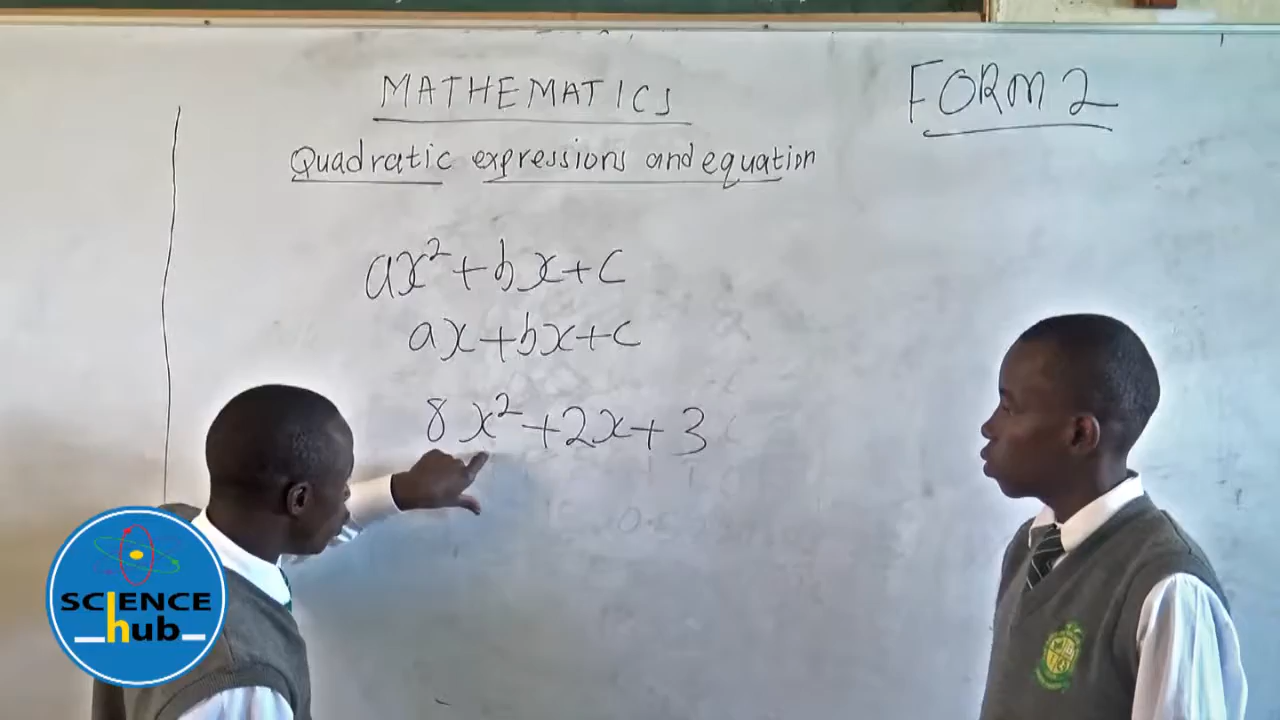 MATHEMATICS
FORM 2
Quadratic expressions and equation
ax²+bx+c
ax+bx+c
8x²+2x+3
SCIENCE
hub